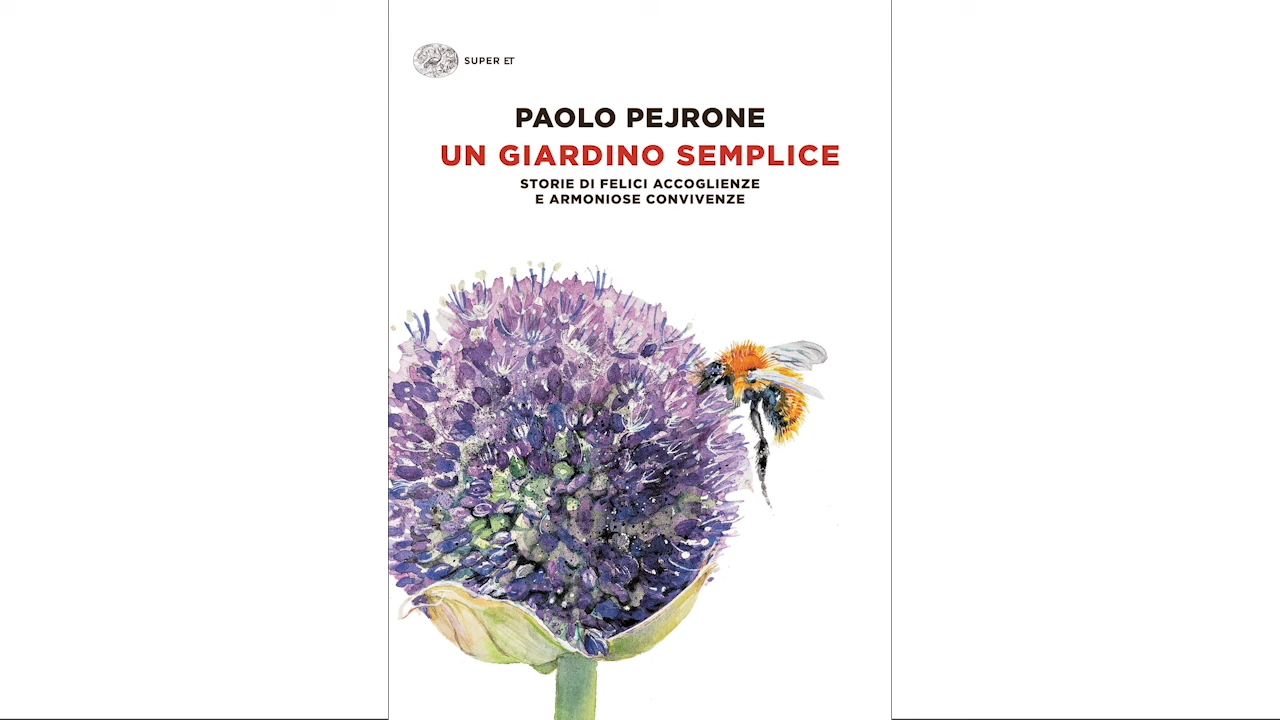 SUPER ET
PAOLO PEJRONE
UN GIARDINO SEMPLICE
STORIE DI FELICI ACCOGLIENZE
E ARMONIOSE CONVIVENZE